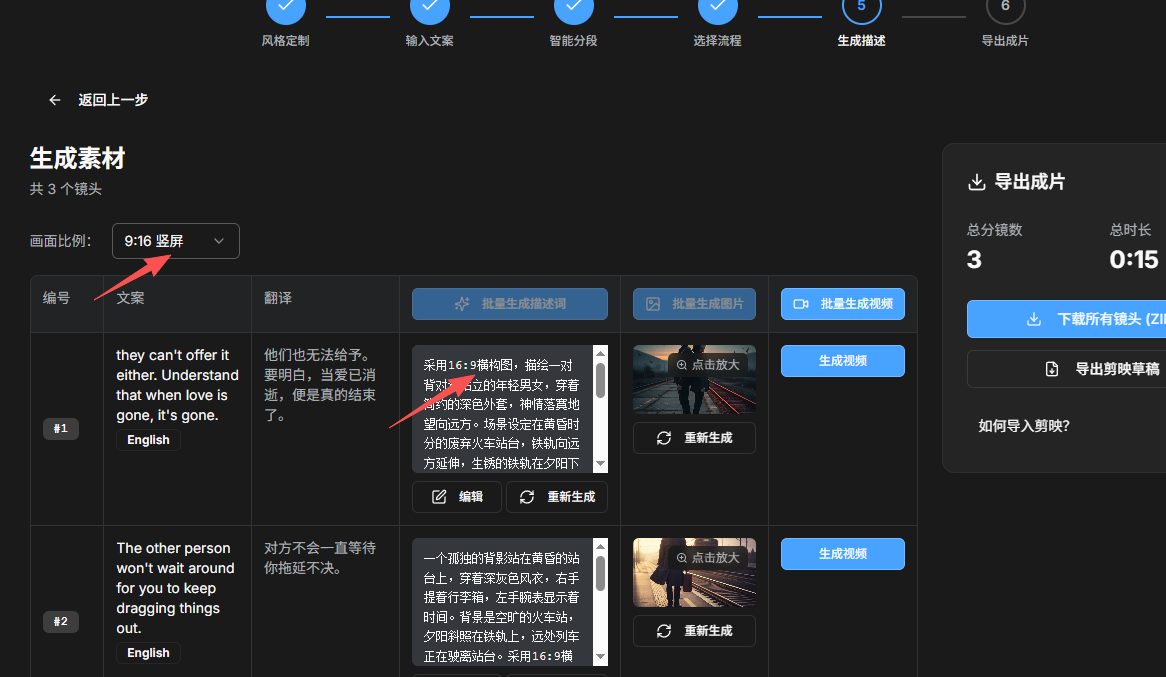 5
6
风格定制
输入文案
智能分段
选择流程
生成描述
导出成片
返回上一步
生成素材
共 3 个镜头
画面比例：
9:16 竖屏
编号
文案
翻译
批量生成描述词
批量生成图片
批量生成视频
#1
they can't offer it
either. Understand
that when love is
gone, it's gone.
English
他们也无法给予。
要明白，当爱已消
逝，便是真的结束
了。
采用16:9横构图，描绘一对
背对
立的年轻男女，穿着
简约的深色外套，神情落寞地
望向远方。场景设定在黄昏时
分的废弃火车站台，铁轨向远
方延伸，生锈的铁轨在夕阳下
编辑
重新生成
点击放大
重新生成
生成视频
#2
The other person
won't wait around
for you to keep
dragging things
out.
English
对方不会一直等待
你拖延不决。
一个孤独的背影站在黄昏的站
台上，穿着深灰色风衣，右手
提着行李箱，左手腕表显示着
时间。背景是空旷的火车站，
夕阳斜照在铁轨上，远处列车
正在驶离站台。采用16:9横
点击放大
重新生成
生成视频
导出成片
总分镜数
总时长
3
0:15
下载所有镜头 (ZI
导出剪映草稿
如何导入剪映？